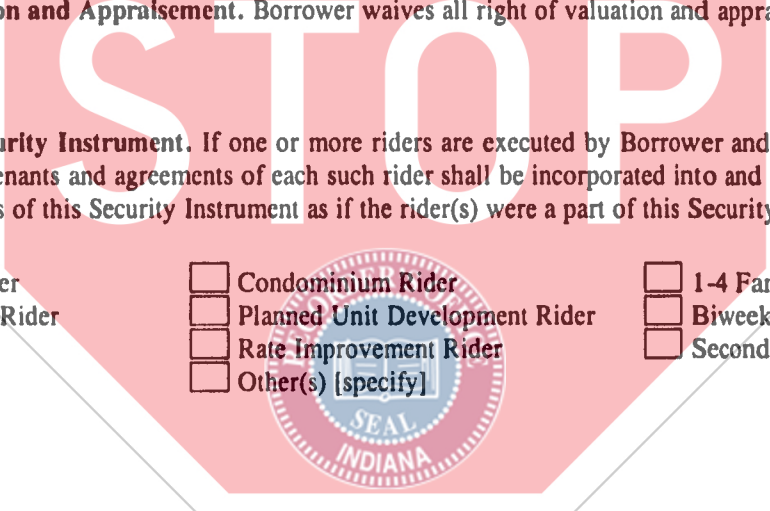 STOP
on and Appraisement. Borrower waives all right of valuation and appra
urity Instrument. If one or more riders are executed by Borrower and
enants and agreements of each such rider shall be incorporated into and
s of this Security Instrument as if the rider(s) were a part of this Security
er Condominium Rider 1-4 Fam
Rider Planned Unit Development Rider Biweek
Rate Improvement Rider Second
Other(s) [specify]
SEAL
INDIANA